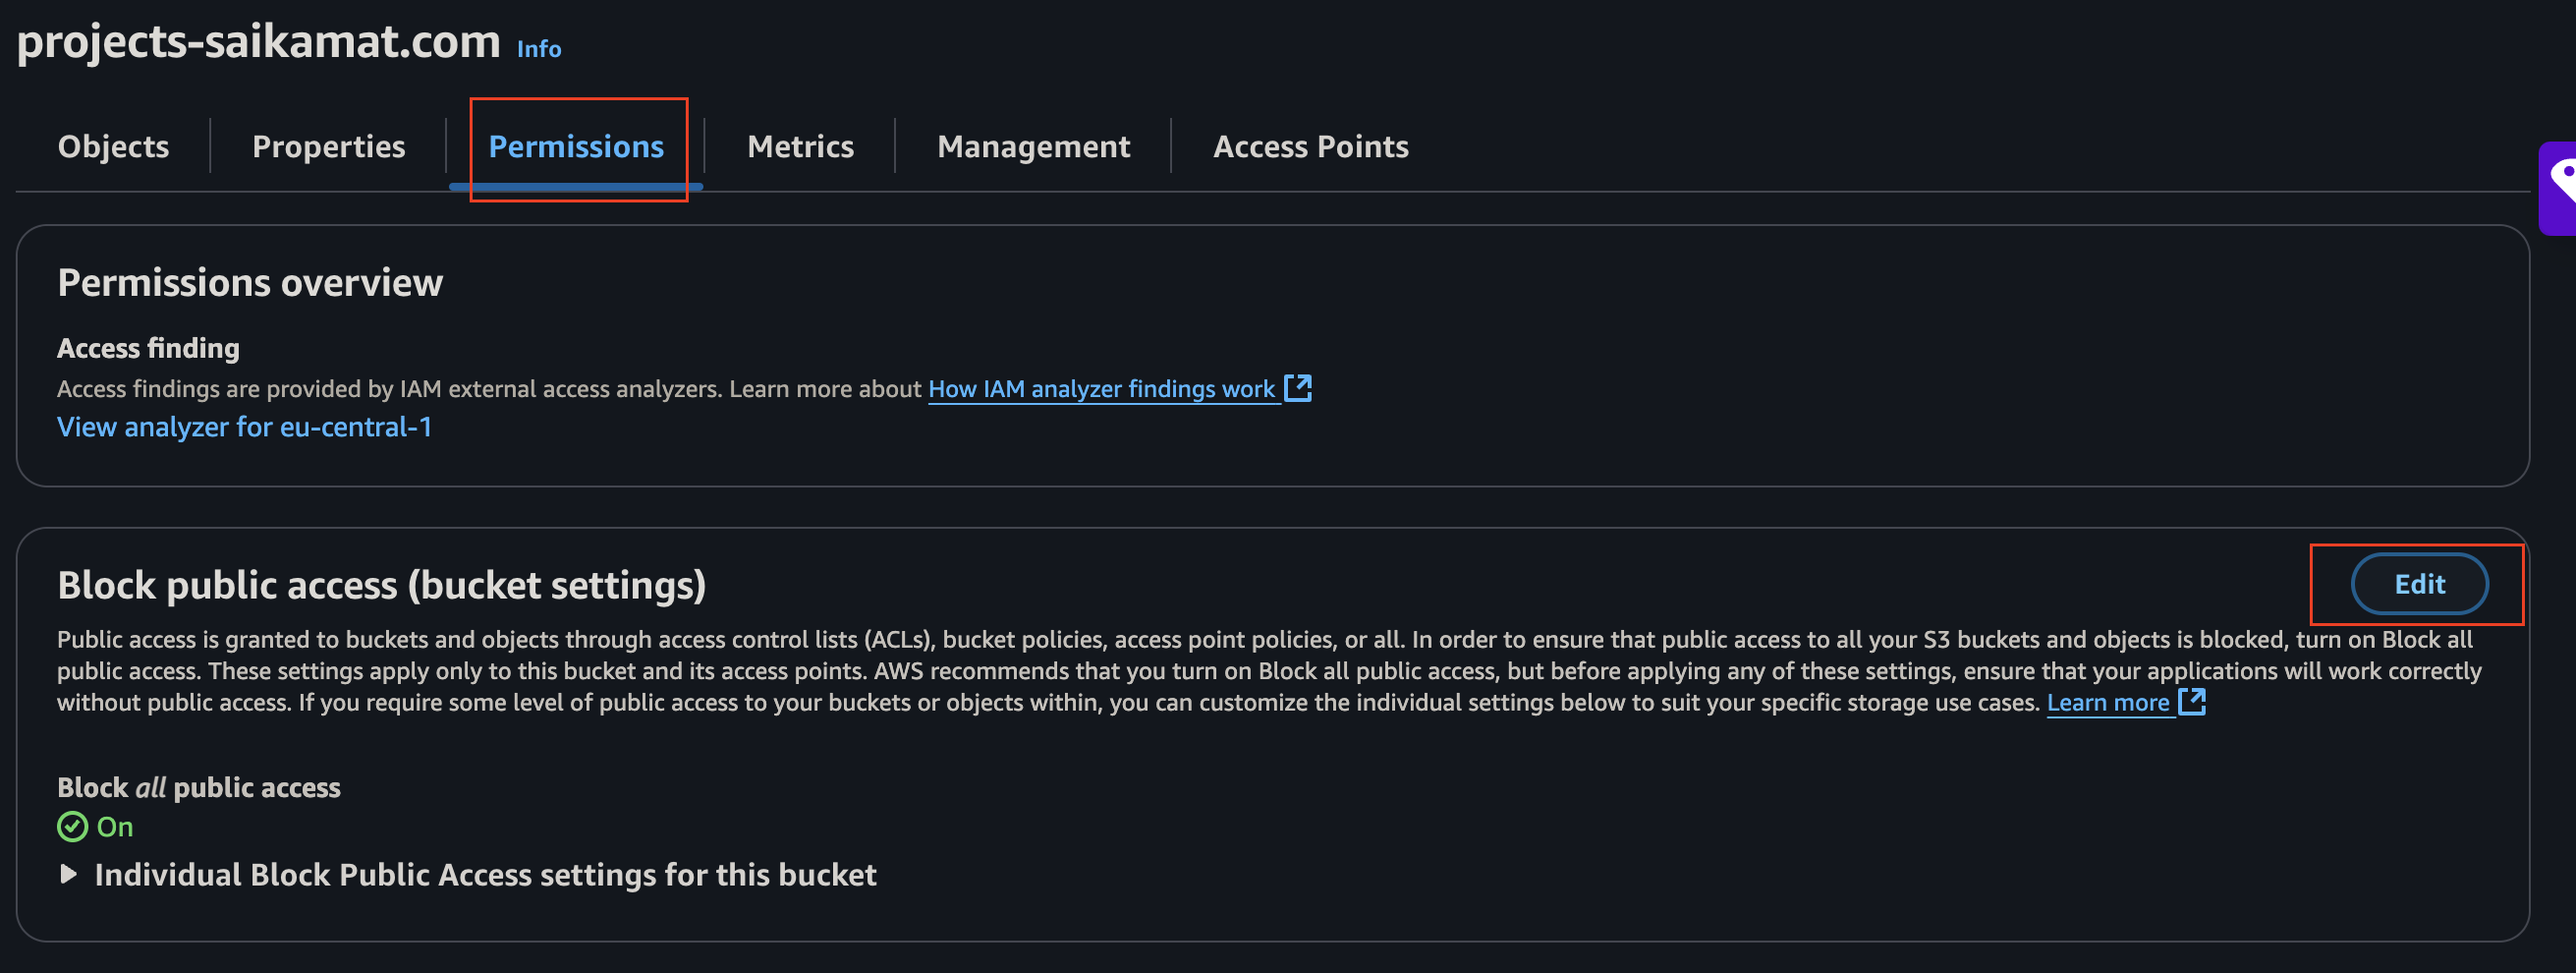 projects-saikamat.com Info
Objects Properties Permissions Metrics Management Access Points
Permissions overview
Access finding
Access findings are provided by IAM external access analyzers. Learn more about How IAM analyzer findings work
View analyzer for eu-central-1
Block public access (bucket settings) Edit
Public access is granted to buckets and objects through access control lists (ACLs), bucket policies, access point policies, or all. In order to ensure that public access to all your S3 buckets and objects is blocked, turn on Block all
public access. These settings apply only to this bucket and its access points. AWS recommends that you turn on Block all public access, but before applying any of these settings, ensure that your applications will work correctly
without public access. If you require some level of public access to your buckets or objects within, you can customize the individual settings below to suit your specific storage use cases. Learn more
Block all public access
On
Individual Block Public Access settings for this bucket